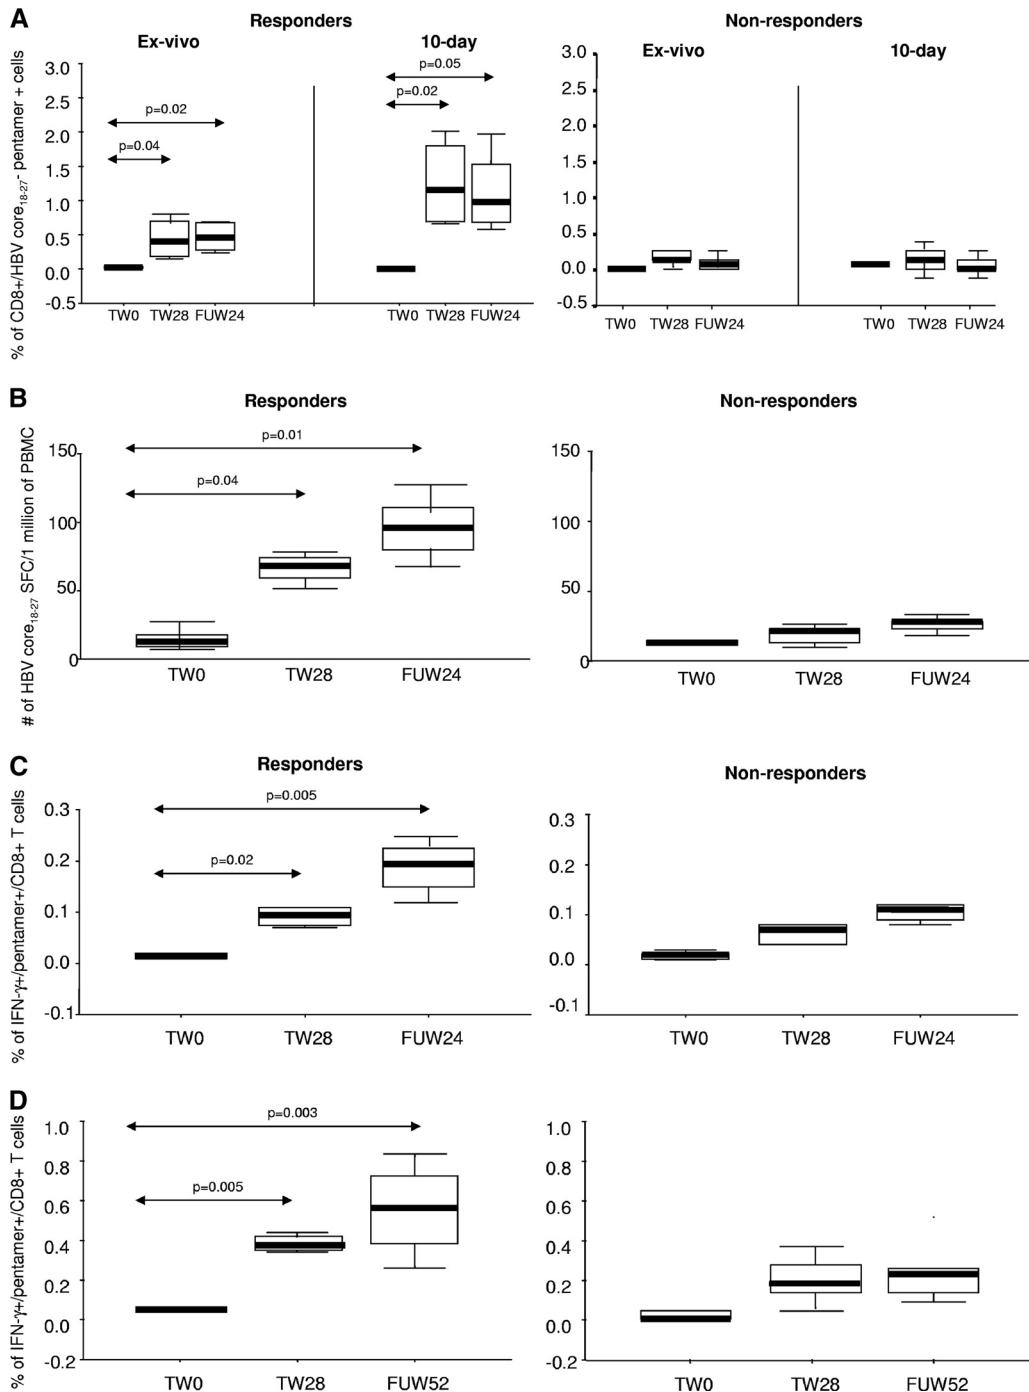 A
Responders
Non-responders
Ex-vivo
10-day
Ex-vivo
10-day
% of CD8+/HBV core18-27- pentamer + cells
3.0
2.5
2.0
1.5
1.0
0.5
0.0
-0.5
p=0.02
p=0.04
p=0.05
p=0.02
TW0 TW28 FUW24
TW0 TW28 FUW24
3.0
2.5
2.0
1.5
1.0
0.5
0.0
-0.5
TW0 TW28 FUW24
TW0 TW28 FUW24
B
Responders
Non-responders
# of HBV core18-27 SFC/1 million of PBMC
150
100
50
0
p=0.01
p=0.04
TW0 TW28 FUW24
150
100
50
0
TW0 TW28 FUW24
C
Responders
Non-responders
% of IFN-γ+/pentamer+/CD8+ T cells
0.3
0.2
0.1
0.0
-0.1
p=0.005
p=0.02
TW0 TW28 FUW24
0.3
0.2
0.1
0.0
-0.1
TW0 TW28 FUW24
D
% of IFN-γ+/pentamer+/CD8+ T cells
1.0
0.8
0.6
0.4
0.2
0.0
-0.2
p=0.003
p=0.005
TW0 TW28 FUW52
1.0
0.8
0.6
0.4
0.2
0.0
-0.2
TW0 TW28 FUW52